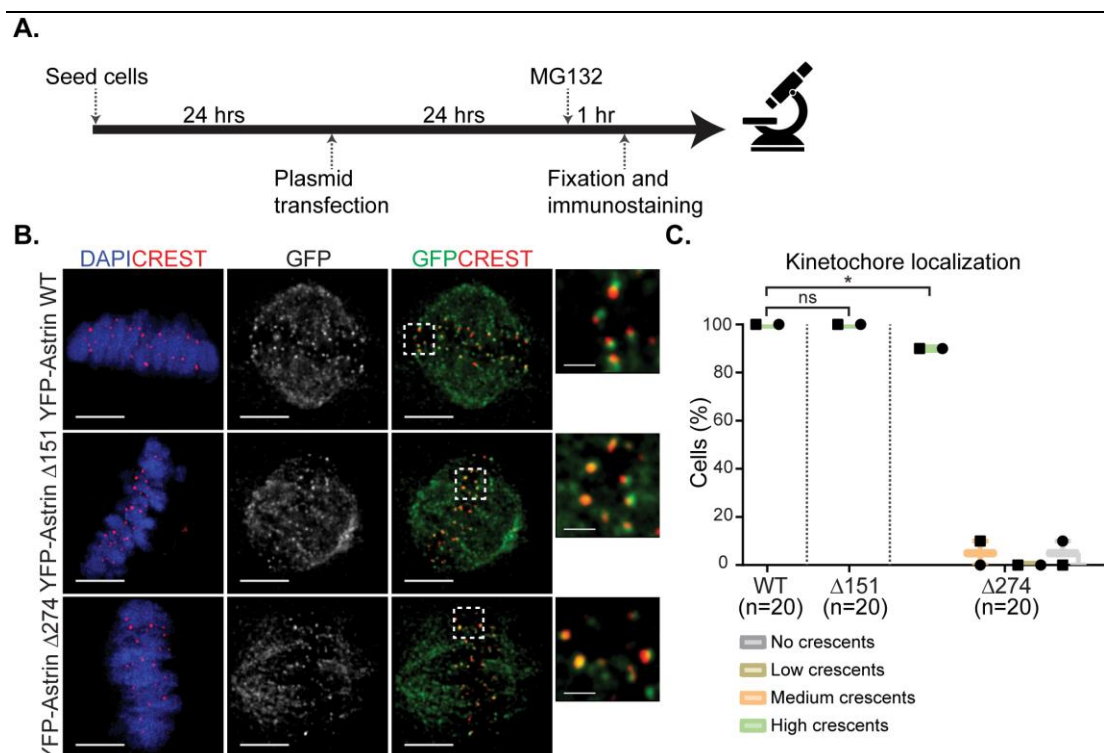 A.
Seed cells
MG132
24 hrs
24 hrs
1 hr
Plasmid
transfection
Fixation and
immunostaining
B.
DAPICREST
GFP
GFPCREST
YFP-Astrin WT
YFP-Astrin Δ151
YFP-Astrin Δ274
C.
Kinetochore localization
*
ns
Cells (%)
100
80
60
40
20
0
WT
(n=20)
Δ151
(n=20)
Δ274
(n=20)
No crescents
Low crescents
Medium crescents
High crescents